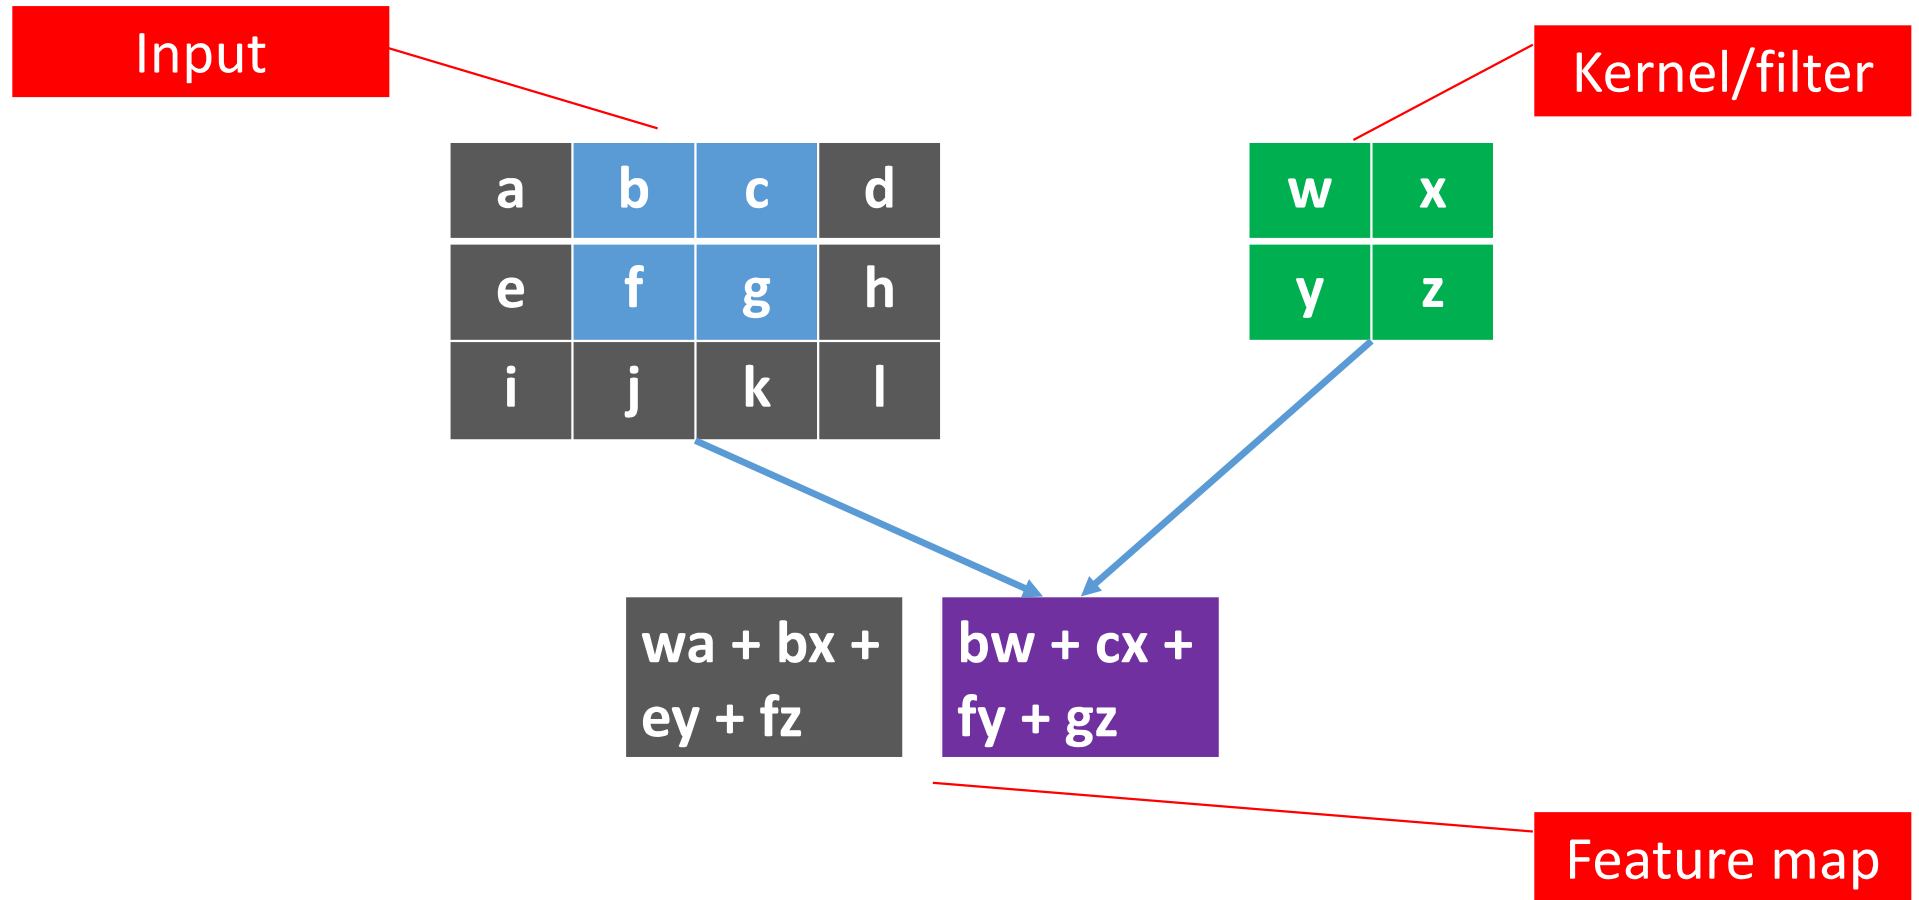 Input
Kernel/filter
a b c d
w x
e f g h
y z
i j k l
wa + bx +
ey + fz
bw + cx +
fy + gz
Feature map